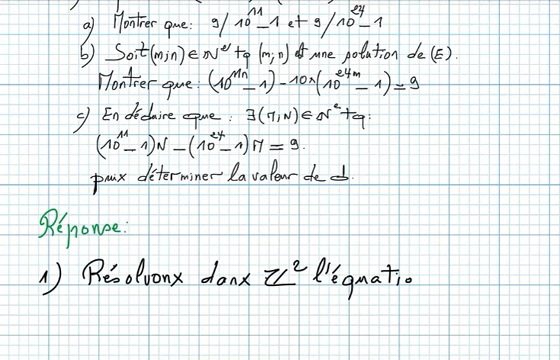 a) Montrer que: 9/10^11-1 et 9/10^24-1
b) Soit (m;n) ∈ N² tq (m;n) est une solution de (E).
Montrer que: (10^11n - 1) - 10×(10^24m - 1) = 9
c) En déduire que: ∃(M,N) ∈ N² tq:
(10^11 - 1)N - (10^24 - 1)M = 9.
puis déterminer la valeur de d.
Réponse:
1) Résolvons dans Z² l'équatio